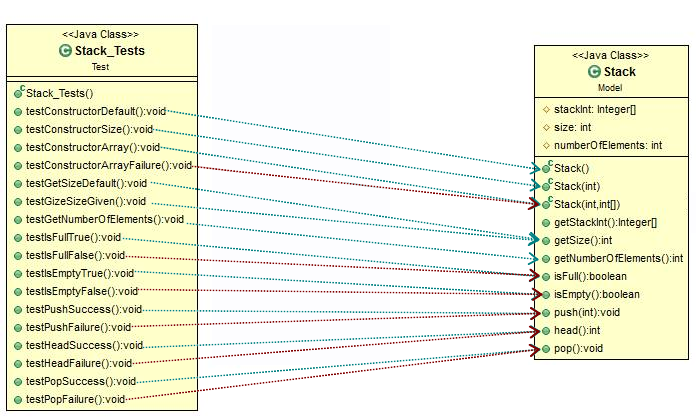 <<Java Class>>
Stack_Tests
Test
Stack_Tests()
testConstructorDefault():void
testConstructorSize():void
testConstructorArray():void
testConstructorArrayFailure():void
testGetSizeDefault():void
testGizeSizeGiven():void
testGetNumberOfElements():void
testIsFullTrue():void
testIsFullFalse():void
testIsEmptyTrue():void
testIsEmptyFalse():void
testPushSuccess():void
testPushFailure():void
testHeadSuccess():void
testHeadFailure():void
testPopSuccess():void
testPopFailure():void
<<Java Class>>
Stack
Model
stackInt: Integer[]
size: int
numberOfElements: int
Stack()
Stack(int)
Stack(int,int[])
getStackInt():Integer[]
getSize():int
getNumberOfElements():int
isFull():boolean
isEmpty():boolean
push(int):void
head():int
pop():void